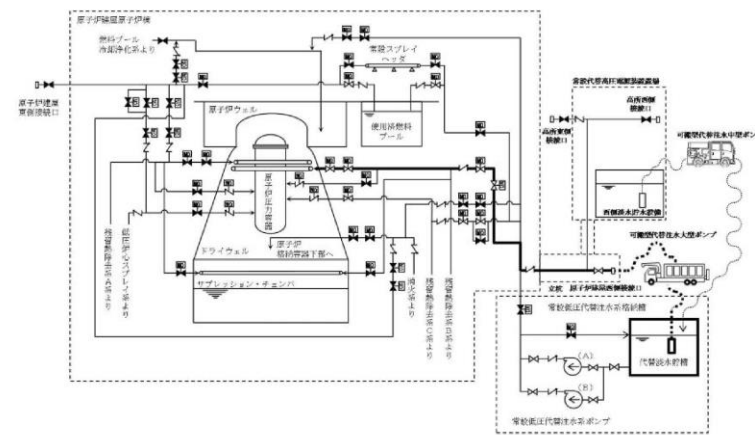 原子炉建屋原子炉棟
燃料プール
冷却浄化系より
常設スプレイ
ヘッダ
常設代替高圧電源装置置場
原子炉建屋
東側接続口
原子炉ウェル
使用済燃料
プール
高所東側
接続口
高所西側
接続口
可搬型代替注水中型ポンプ
西側淡水貯水設備
原子炉圧力容器
可搬型代替注水大型ポンプ
ドライウェル
原子炉
格納容器下部へ
残留熱除去系A系より
低圧炉心スプレイ系より
サプレッション・チェンバ
消火系より
残留熱除去系C系より
残留熱除去系B系より
立坑
原子炉建屋西側接続口
常設低圧代替注水系格納槽
(A)
代替淡水貯槽
(B)
常設低圧代替注水系ポンプ